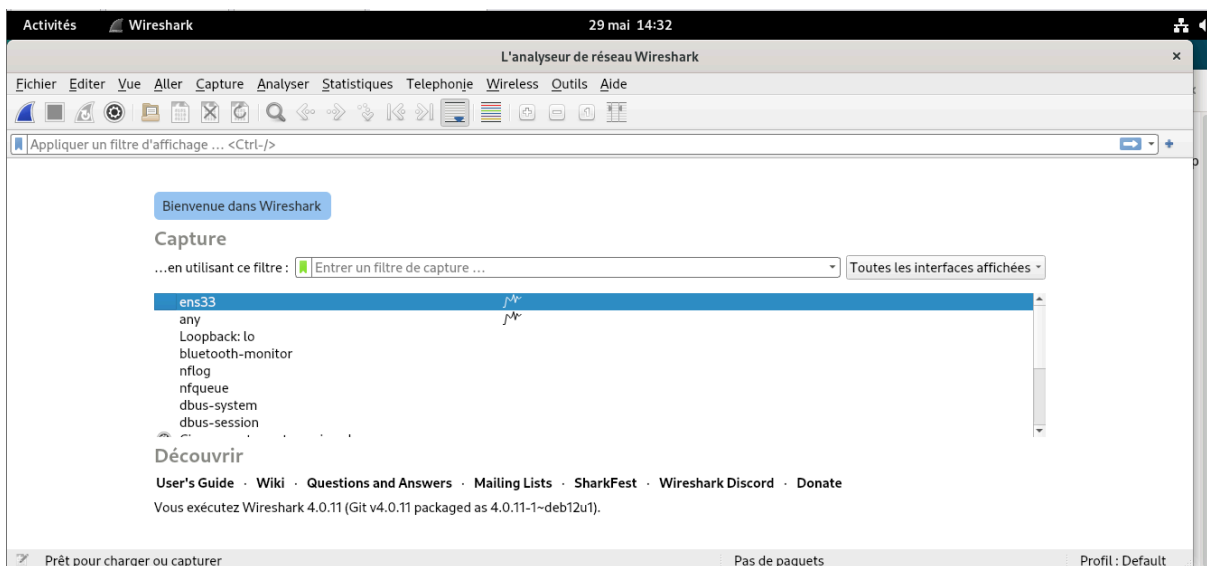 Activités Wireshark 29 mai 14:32
L'analyseur de réseau Wireshark ×
Fichier Editer Vue Aller Capture Analyser Statistiques Telephonie Wireless Outils Aide
Appliquer un filtre d'affichage … <Ctrl-/>
Bienvenue dans Wireshark
Capture
…en utilisant ce filtre : Entrer un filtre de capture … Toutes les interfaces affichées
ens33
any
Loopback: lo
bluetooth-monitor
nflog
nfqueue
dbus-system
dbus-session
Découvrir
User's Guide · Wiki · Questions and Answers · Mailing Lists · SharkFest · Wireshark Discord · Donate
Vous exécutez Wireshark 4.0.11 (Git v4.0.11 packaged as 4.0.11-1~deb12u1).
Prêt pour charger ou capturer Pas de paquets Profil : Default